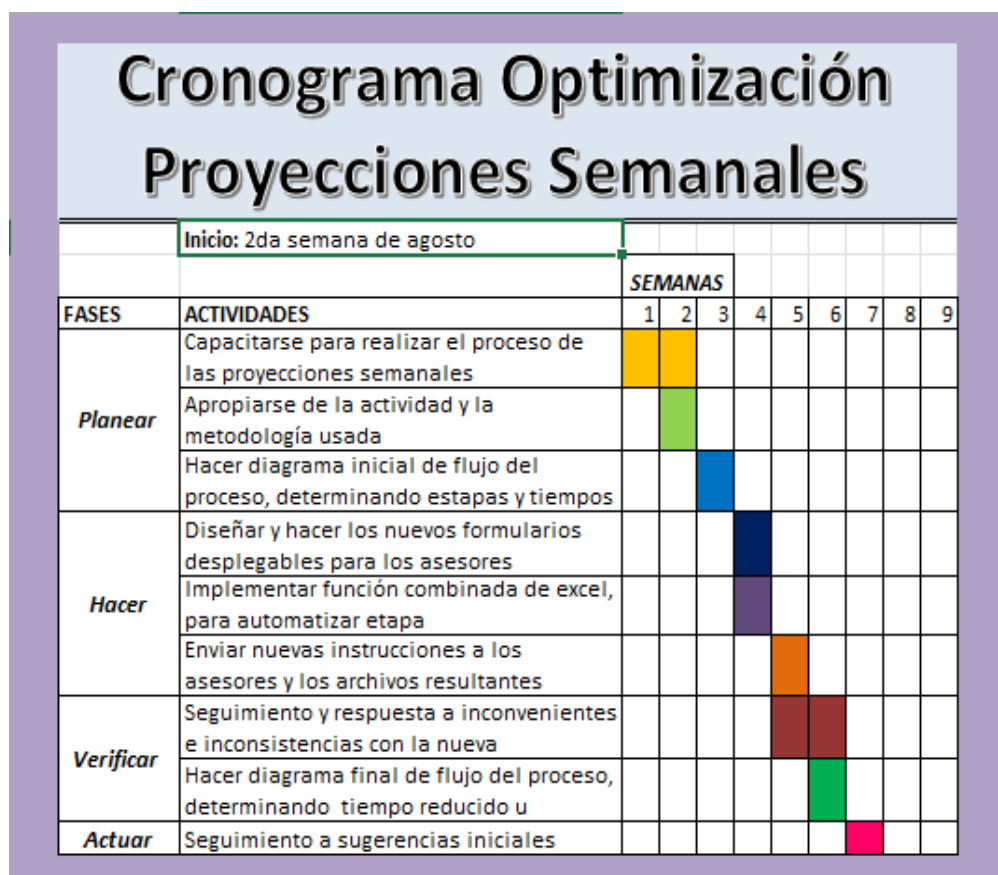 Cronograma Optimización
Proyecciones Semanales
Inicio: 2da semana de agosto
SEMANAS
FASES ACTIVIDADES 1 2 3 4 5 6 7 8 9
Planear
Capacitarse para realizar el proceso de
las proyecciones semanales
Apropiarse de la actividad y la
metodología usada
Hacer diagrama inicial de flujo del
proceso, determinando estapas y tiempos
Hacer
Diseñar y hacer los nuevos formularios
desplegables para los asesores
Implementar función combinada de excel,
para automatizar etapa
Enviar nuevas instrucciones a los
asesores y los archivos resultantes
Verificar
Seguimiento y respuesta a inconvenientes
e inconsistencias con la nueva
Hacer diagrama final de flujo del proceso,
determinando tiempo reducido u
Actuar Seguimiento a sugerencias iniciales